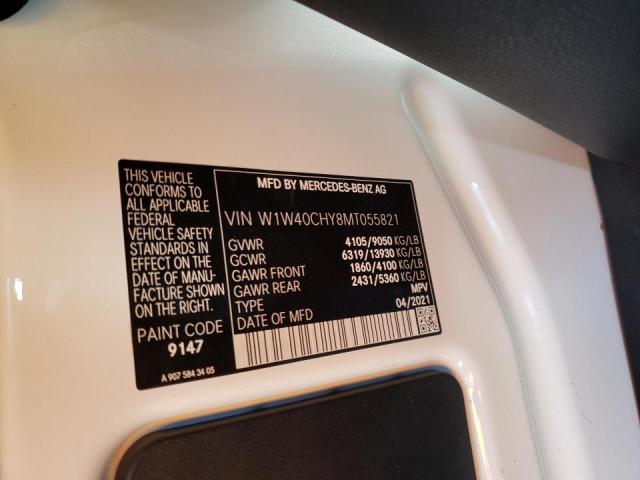 THIS VEHICLE
CONFORMS TO
ALL APPLICABLE
FEDERAL
VEHICLE SAFETY
STANDARDS IN
EFFECT ON THE
DATE OF MANU-
FACTURE SHOWN
ON THE RIGHT.
PAINT CODE
9147
A 907 584 34 05
MFD BY MERCEDES-BENZ AG
VIN W1W40CHY8MT055821
GVWR 4105/9050 KG/LB
GCWR 6319/13930 KG/LB
GAWR FRONT 1860/4100 KG/LB
GAWR REAR 2431/5360 KG/LB
TYPE MPV
DATE OF MFD 04/2021